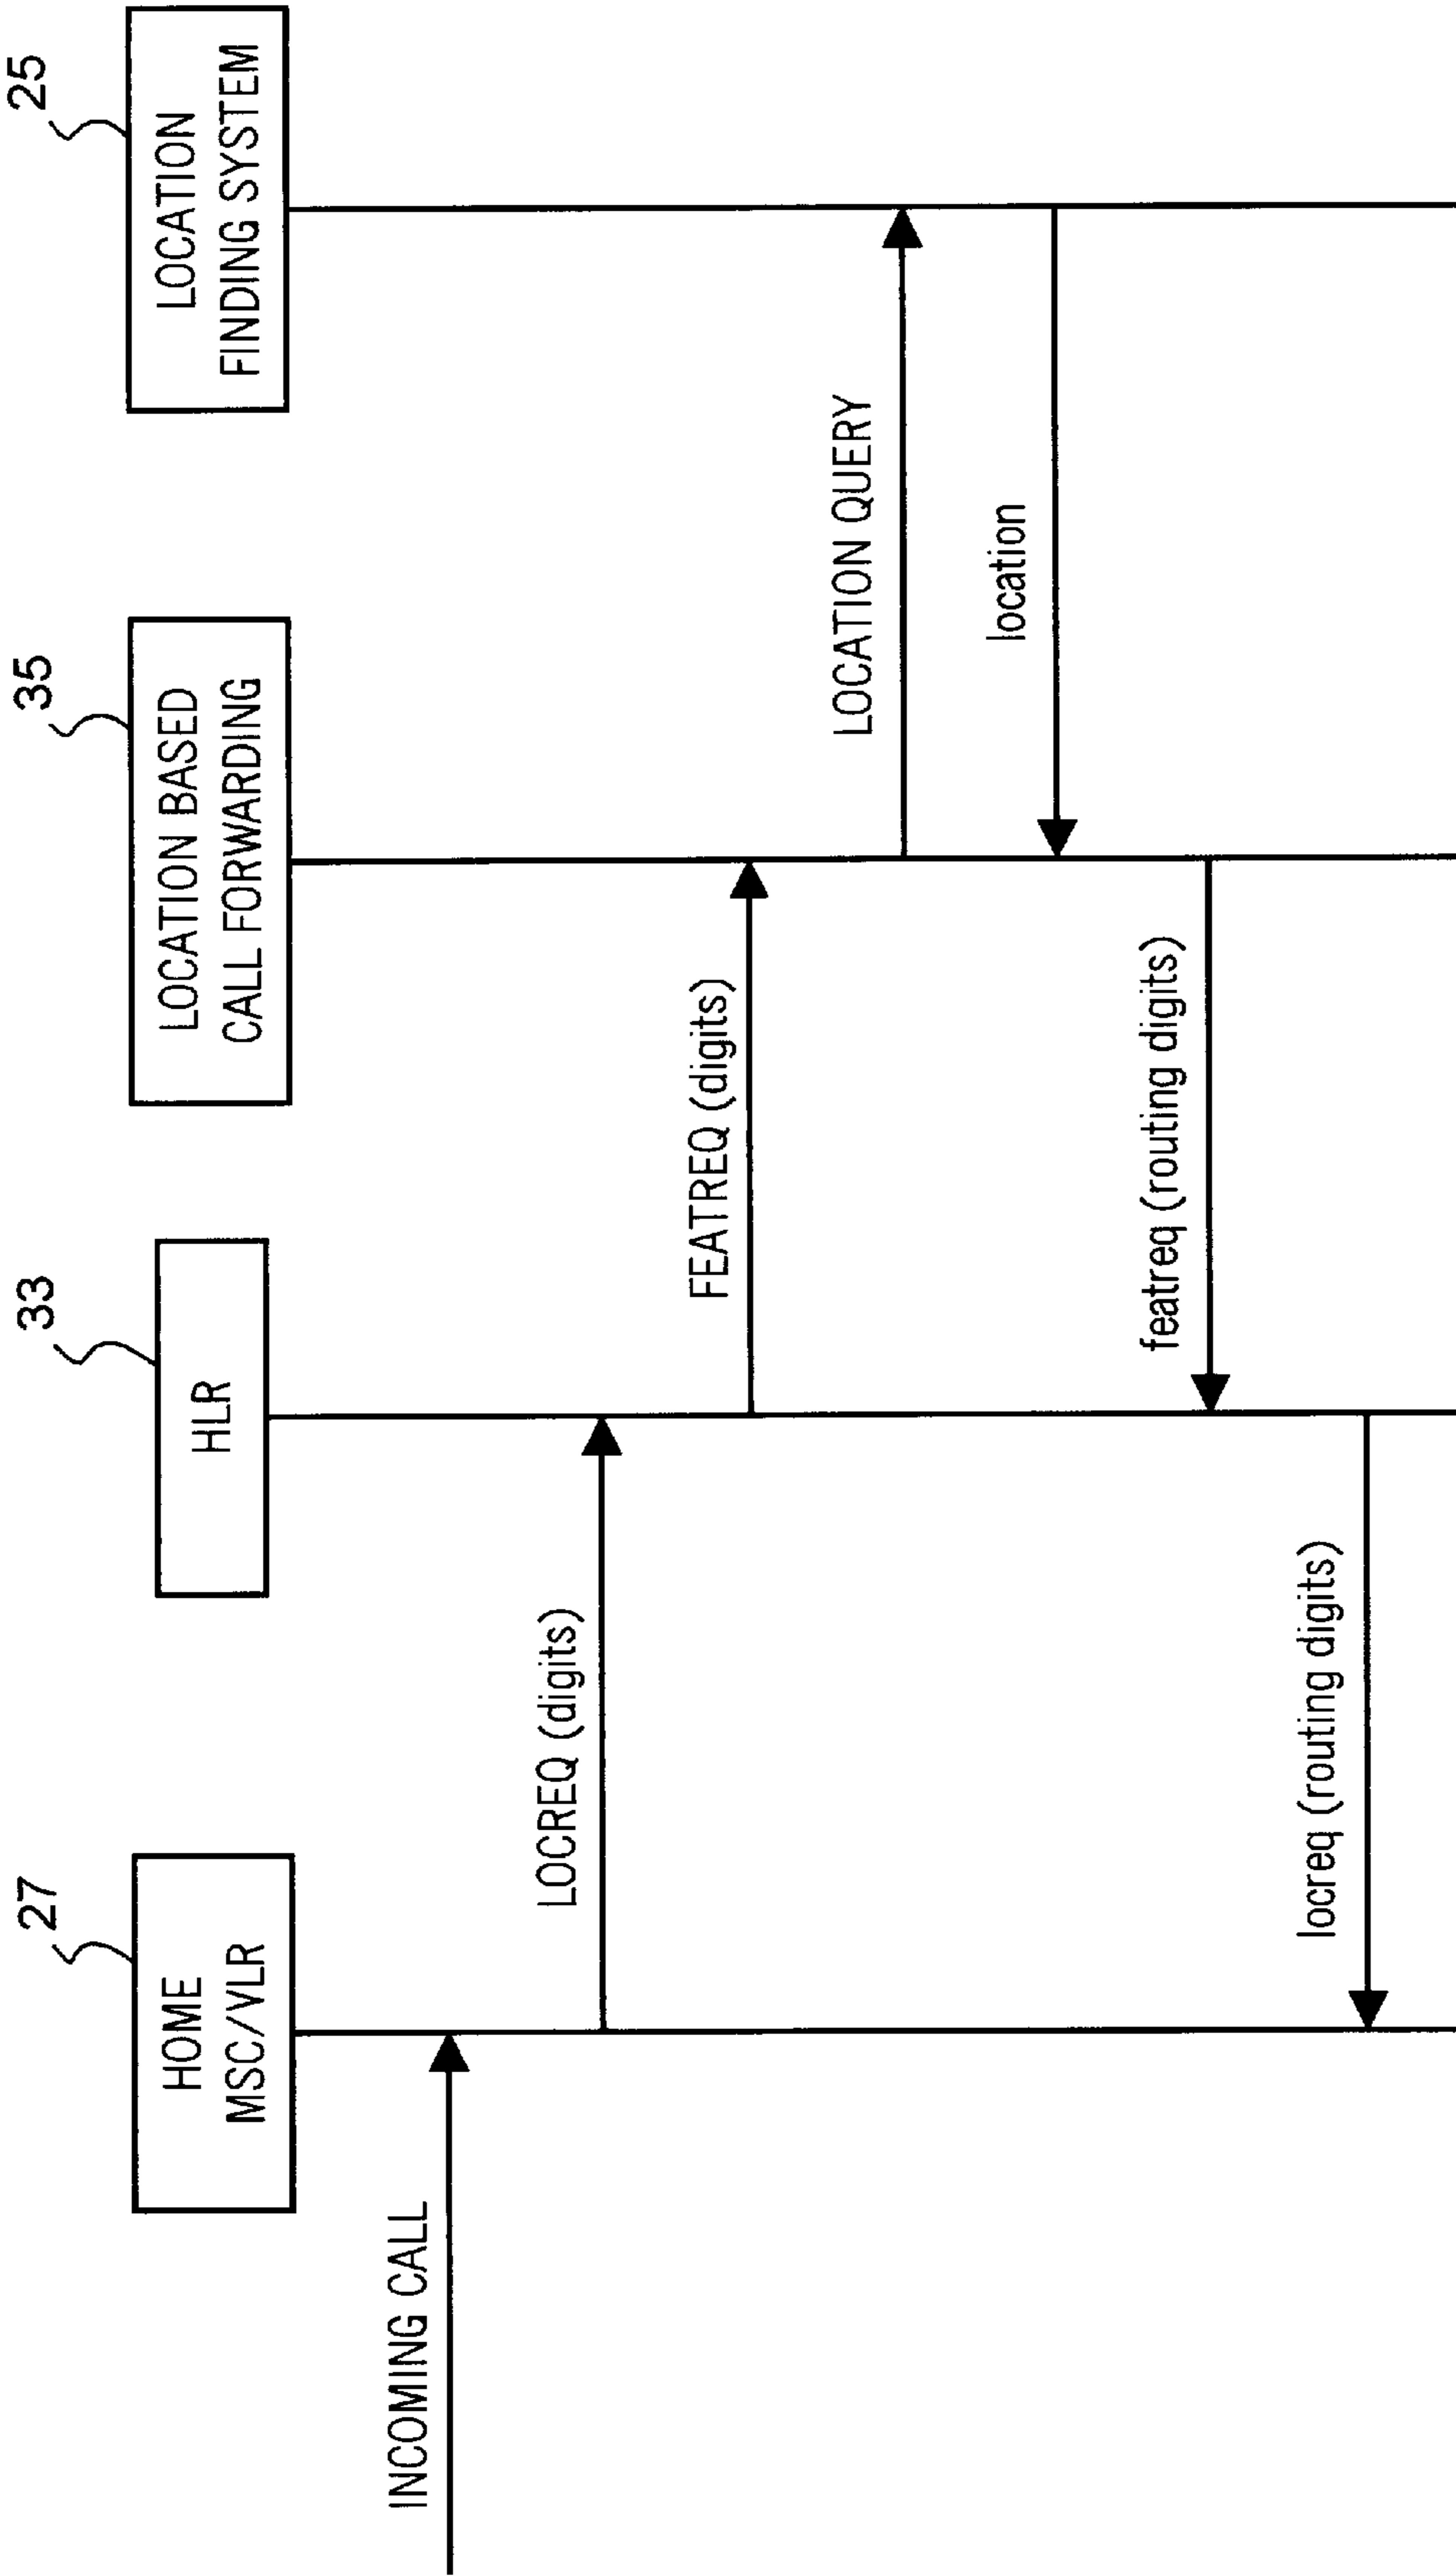 27
HOME
MSC/VLR
33
HLR
35
LOCATION BASED
CALL FORWARDING
25
LOCATION
FINDING SYSTEM
INCOMING CALL
LOCREQ (digits)
FEATREQ (digits)
LOCATION QUERY
location
featreq (routing digits)
locreq (routing digits)